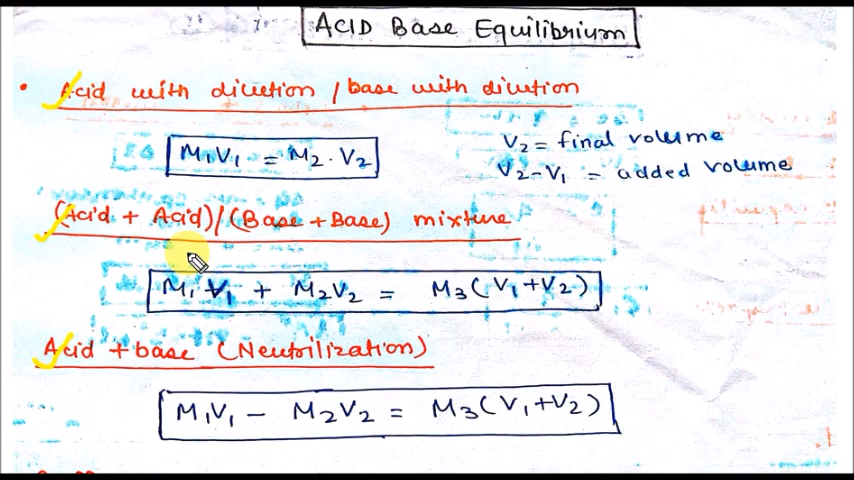 ACID Base Equilibrium
• Acid with dilution / base with dilution
M₁V₁ = M₂ . V₂
V₂ = final volume
V₂-V₁ = added volume
(Acid + Acid)/(Base + Base) mixture
M₁V₁ + M₂V₂ = M₃(V₁+V₂)
Acid + base (Neutrilization)
M₁V₁ - M₂V₂ = M₃(V₁+V₂)